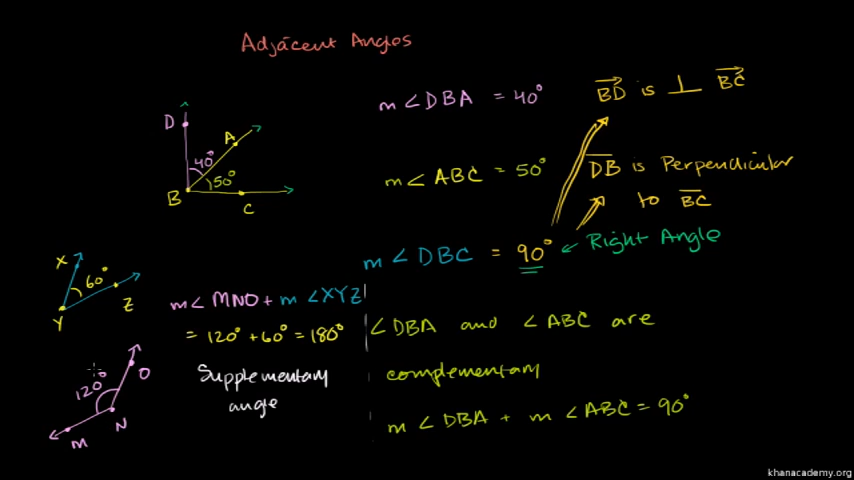 Adjacent Angles
D
A
40°
50°
B
C
m∠DBA = 40°
m∠ABC = 50°
m∠DBC = 90° ← Right Angle
BD is ⊥ BC
DB is Perpendicular
to BC
X
60°
Z
Y
m∠MNO + m∠XYZ
= 120° + 60° = 180°
Supplementary
angle
120°
O
N
M
∠DBA and ∠ABC are
complementary
m∠DBA + m∠ABC = 90°
khanacademy.org